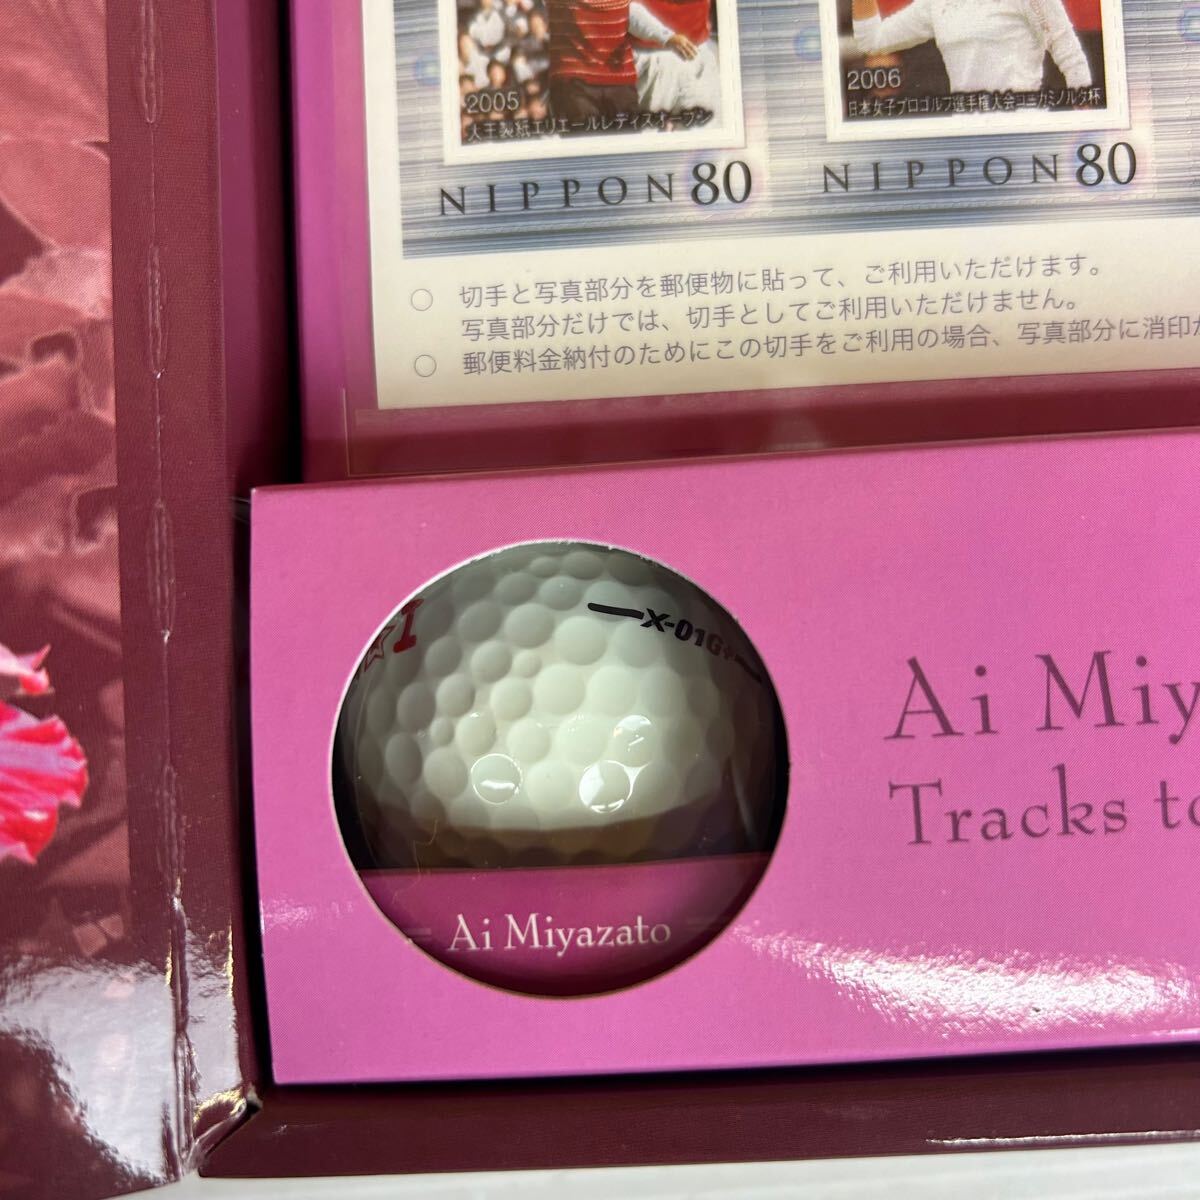 2005
大王製紙エリエールレディスオープン
NIPPON 80
2006
日本女子プロゴルフ選手権大会コニカミノルタ杯
NIPPON 80
○ 切手と写真部分を郵便物に貼って、ご利用いただけます。
写真部分だけでは、切手としてご利用いただけません。
○ 郵便料金納付のためにこの切手をご利用の場合、写真部分に消印
I
X-01G+
Ai Miy
Tracks to
Ai Miyazato